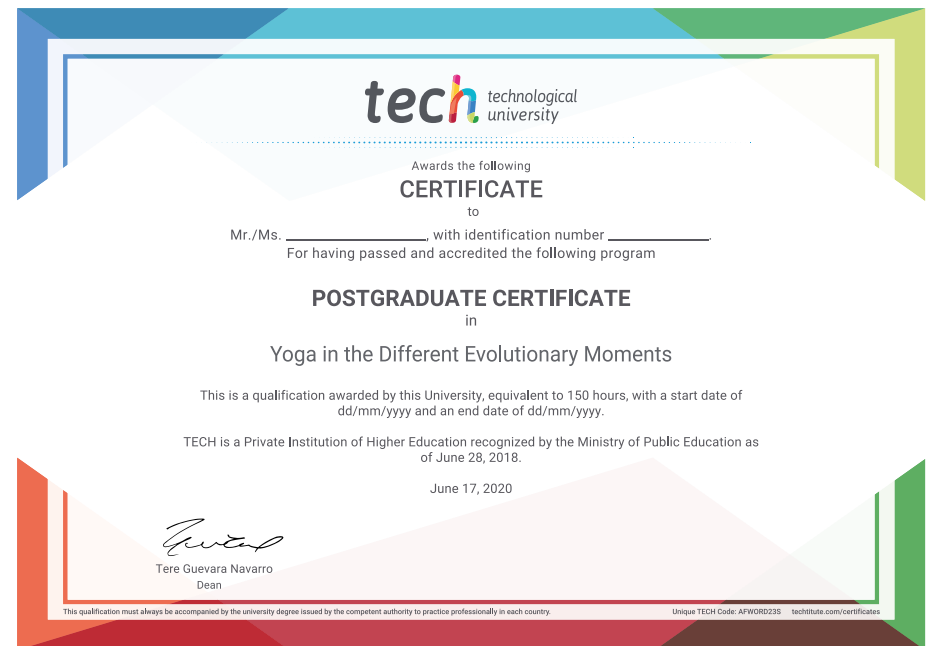 tech technological
university
Awards the following
CERTIFICATE
to
Mr./Ms. ____________, with identification number ____________.
For having passed and accredited the following program
POSTGRADUATE CERTIFICATE
in
Yoga in the Different Evolutionary Moments
This is a qualification awarded by this University, equivalent to 150 hours, with a start date of
dd/mm/yyyy and an end date of dd/mm/yyyy.
TECH is a Private Institution of Higher Education recognized by the Ministry of Public Education as
of June 28, 2018.
June 17, 2020
Tere Guevara Navarro
Dean
This qualification must always be accompanied by the university degree issued by the competent authority to practice professionally in each country. Unique TECH Code: AFWORD23S techtitute.com/certificates